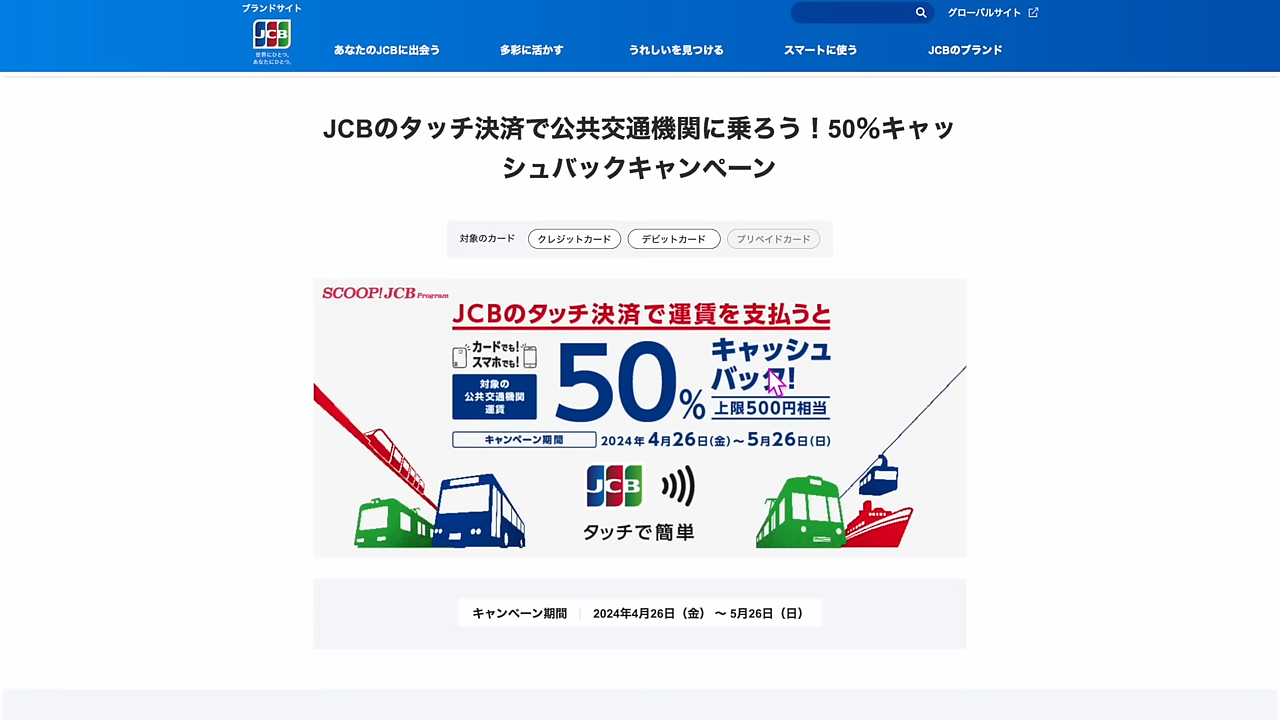 ブランドサイト
グローバルサイト
JCB
世界にひとつ。
あなたにひとつ。
あなたのJCBに出会う
多彩に活かす
うれしいを見つける
スマートに使う
JCBのブランド
JCBのタッチ決済で公共交通機関に乗ろう！50%キャッ
シュバックキャンペーン
対象のカード
クレジットカード
デビットカード
プリペイドカード
SCOOP! JCB Program
JCBのタッチ決済で運賃を支払うと
カードでも!
スマホでも!
対象の
公共交通機関
運賃
50%
キャッシュ
バック!
上限500円相当
キャンペーン期間
2024年4月26日(金)～5月26日(日)
JCB
タッチで簡単
キャンペーン期間
2024年4月26日（金）～5月26日（日）